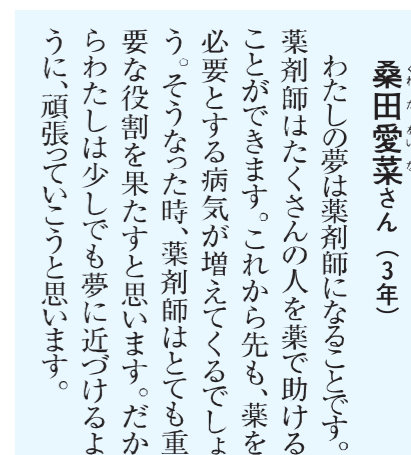 桑田愛菜さん（3年）
くわたあいな
わたしの夢は薬剤師になることです。
薬剤師はたくさんの人を薬で助ける
ことができます。これから先も、薬を
必要とする病気が増えてくるでしょ
う。そうなった時、薬剤師はとても重
要な役割を果たすと思います。だか
らわたしは少しでも夢に近づけるよ
うに、頑張っていこうと思います。